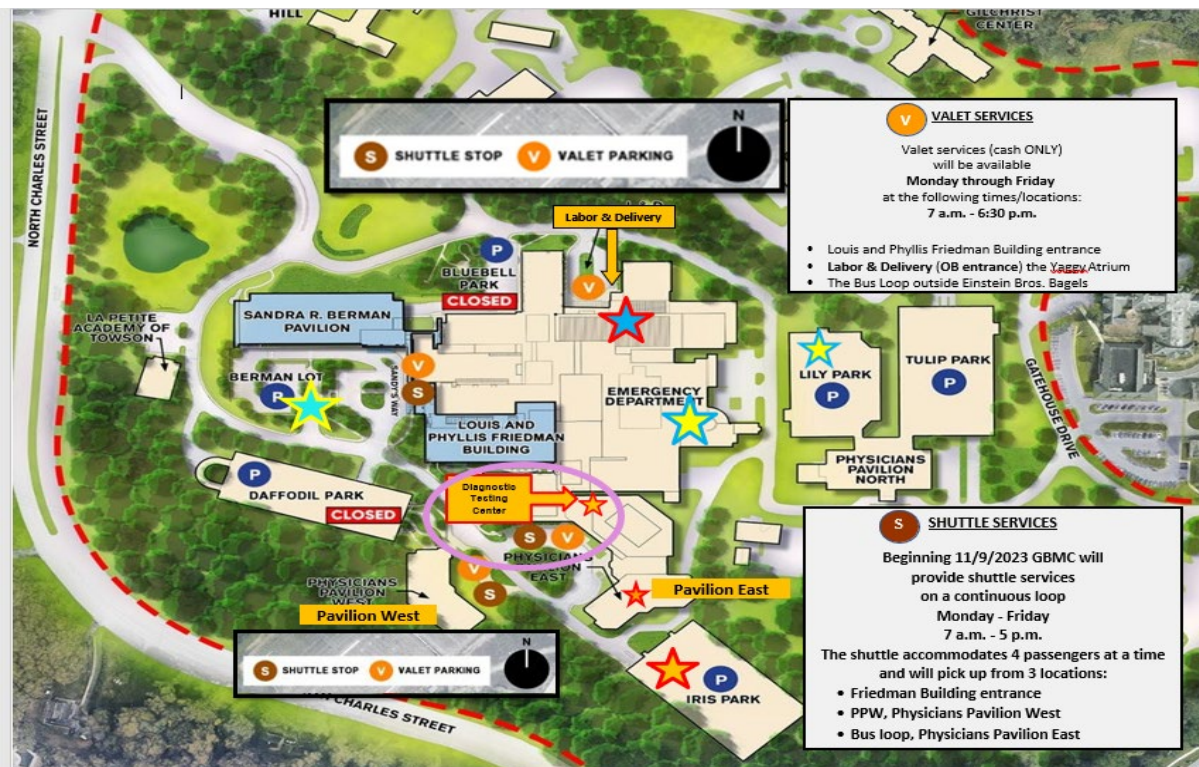 HILL
GILCHRIST
CENTER
NORTH CHARLES STREET
N
S SHUTTLE STOP V VALET PARKING
V VALET SERVICES
Valet services (cash ONLY)
will be available
Monday through Friday
at the following times/locations:
7 a.m. - 6:30 p.m.
• Louis and Phyllis Friedman Building entrance
• Labor & Delivery (OB entrance) the Yaggy Atrium
• The Bus Loop outside Einstein Bros. Bagels
Labor & Delivery
P
BLUEBELL
PARK
CLOSED
V
SANDRA R. BERMAN
PAVILION
LA PETITE
ACADEMY OF
TOWSON
BERMAN LOT
P
SANDY'S WAY
V
S
EMERGENCY
DEPARTMENT
LILY PARK
P
TULIP PARK
P
GATEHOUSE DRIVE
LOUIS AND
PHYLLIS FRIEDMAN
BUILDING
PHYSICIANS
PAVILION
NORTH
P
DAFFODIL PARK
CLOSED
Diagnostic
Testing
Center
S V
PHYSICIANS
PAVILION
EAST
V
S
PHYSICIANS
PAVILION
WEST
Pavilion West
Pavilion East
N
S SHUTTLE STOP V VALET PARKING
P
IRIS PARK
CHARLES STREET
S SHUTTLE SERVICES
Beginning 11/9/2023 GBMC will
provide shuttle services
on a continuous loop
Monday - Friday
7 a.m. - 5 p.m.
The shuttle accommodates 4 passengers at a time
and will pick up from 3 locations:
• Friedman Building entrance
• PPW, Physicians Pavilion West
• Bus loop, Physicians Pavilion East